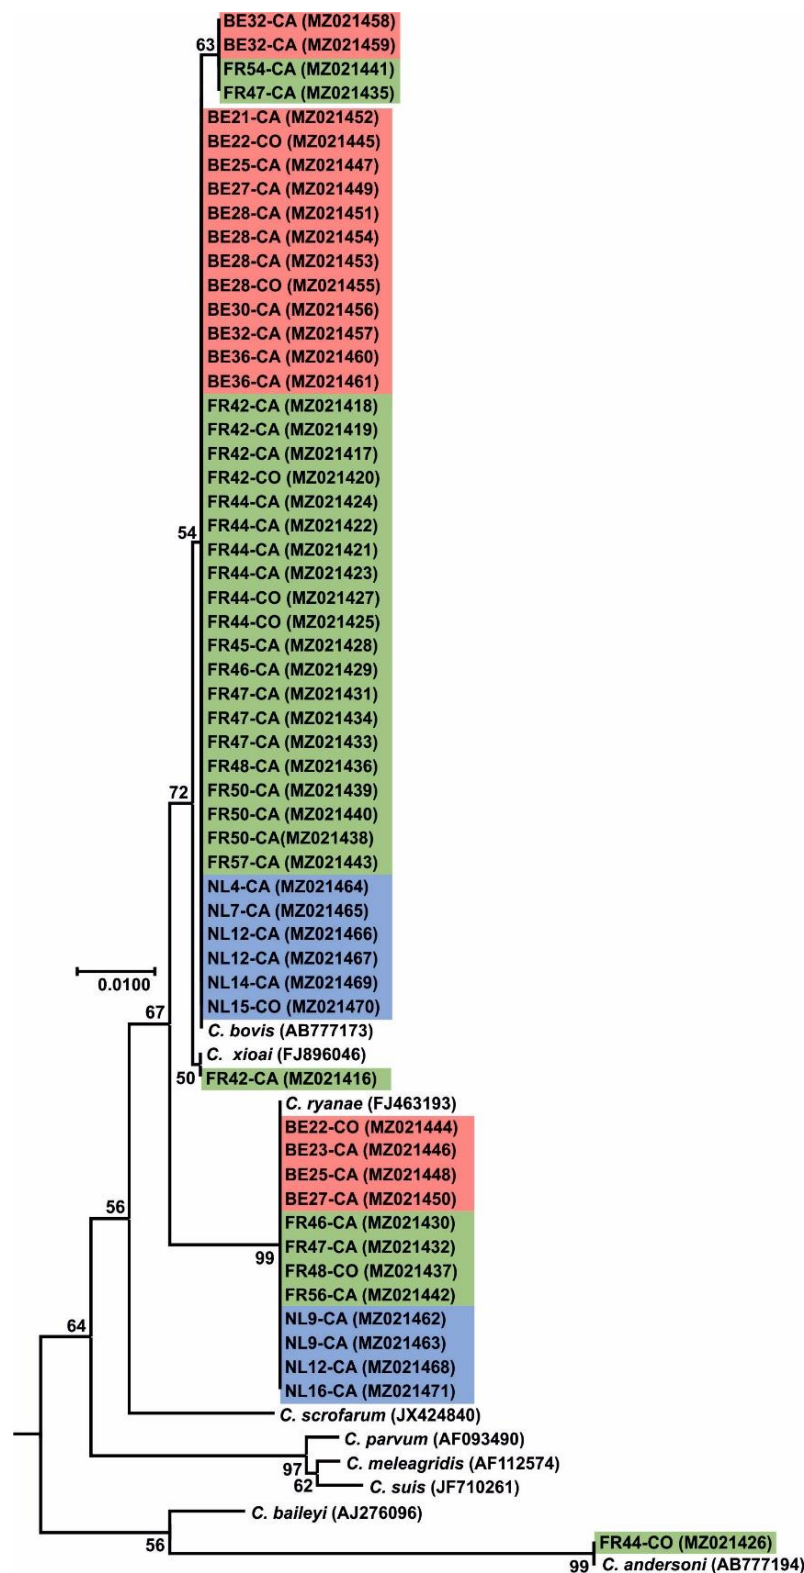 BE32-CA (MZ021458)
63
BE32-CA (MZ021459)
FR54-CA (MZ021441)
FR47-CA (MZ021435)
BE21-CA (MZ021452)
BE22-CO (MZ021445)
BE25-CA (MZ021447)
BE27-CA (MZ021449)
BE28-CA (MZ021451)
BE28-CA (MZ021454)
BE28-CA (MZ021453)
BE28-CO (MZ021455)
BE30-CA (MZ021456)
BE32-CA (MZ021457)
BE36-CA (MZ021460)
BE36-CA (MZ021461)
FR42-CA (MZ021418)
FR42-CA (MZ021419)
FR42-CA (MZ021417)
FR42-CO (MZ021420)
FR44-CA (MZ021424)
54
FR44-CA (MZ021422)
FR44-CA (MZ021421)
FR44-CA (MZ021423)
FR44-CO (MZ021427)
FR44-CO (MZ021425)
FR45-CA (MZ021428)
FR46-CA (MZ021429)
FR47-CA (MZ021431)
FR47-CA (MZ021434)
FR47-CA (MZ021433)
FR48-CA (MZ021436)
72
FR50-CA (MZ021439)
FR50-CA (MZ021440)
FR50-CA(MZ021438)
FR57-CA (MZ021443)
NL4-CA (MZ021464)
NL7-CA (MZ021465)
NL12-CA (MZ021466)
NL12-CA (MZ021467)
0.0100
NL14-CA (MZ021469)
NL15-CO (MZ021470)
67
C. bovis (AB777173)
C. xioai (FJ896046)
50
FR42-CA (MZ021416)
C. ryanae (FJ463193)
BE22-CO (MZ021444)
BE23-CA (MZ021446)
BE25-CA (MZ021448)
BE27-CA (MZ021450)
56
FR46-CA (MZ021430)
FR47-CA (MZ021432)
99
FR48-CO (MZ021437)
FR56-CA (MZ021442)
NL9-CA (MZ021462)
64
NL9-CA (MZ021463)
NL12-CA (MZ021468)
NL16-CA (MZ021471)
C. scrofarum (JX424840)
C. parvum (AF093490)
97
C. meleagridis (AF112574)
62
C. suis (JF710261)
C. baileyi (AJ276096)
56
FR44-CO (MZ021426)
99
C. andersoni (AB777194)